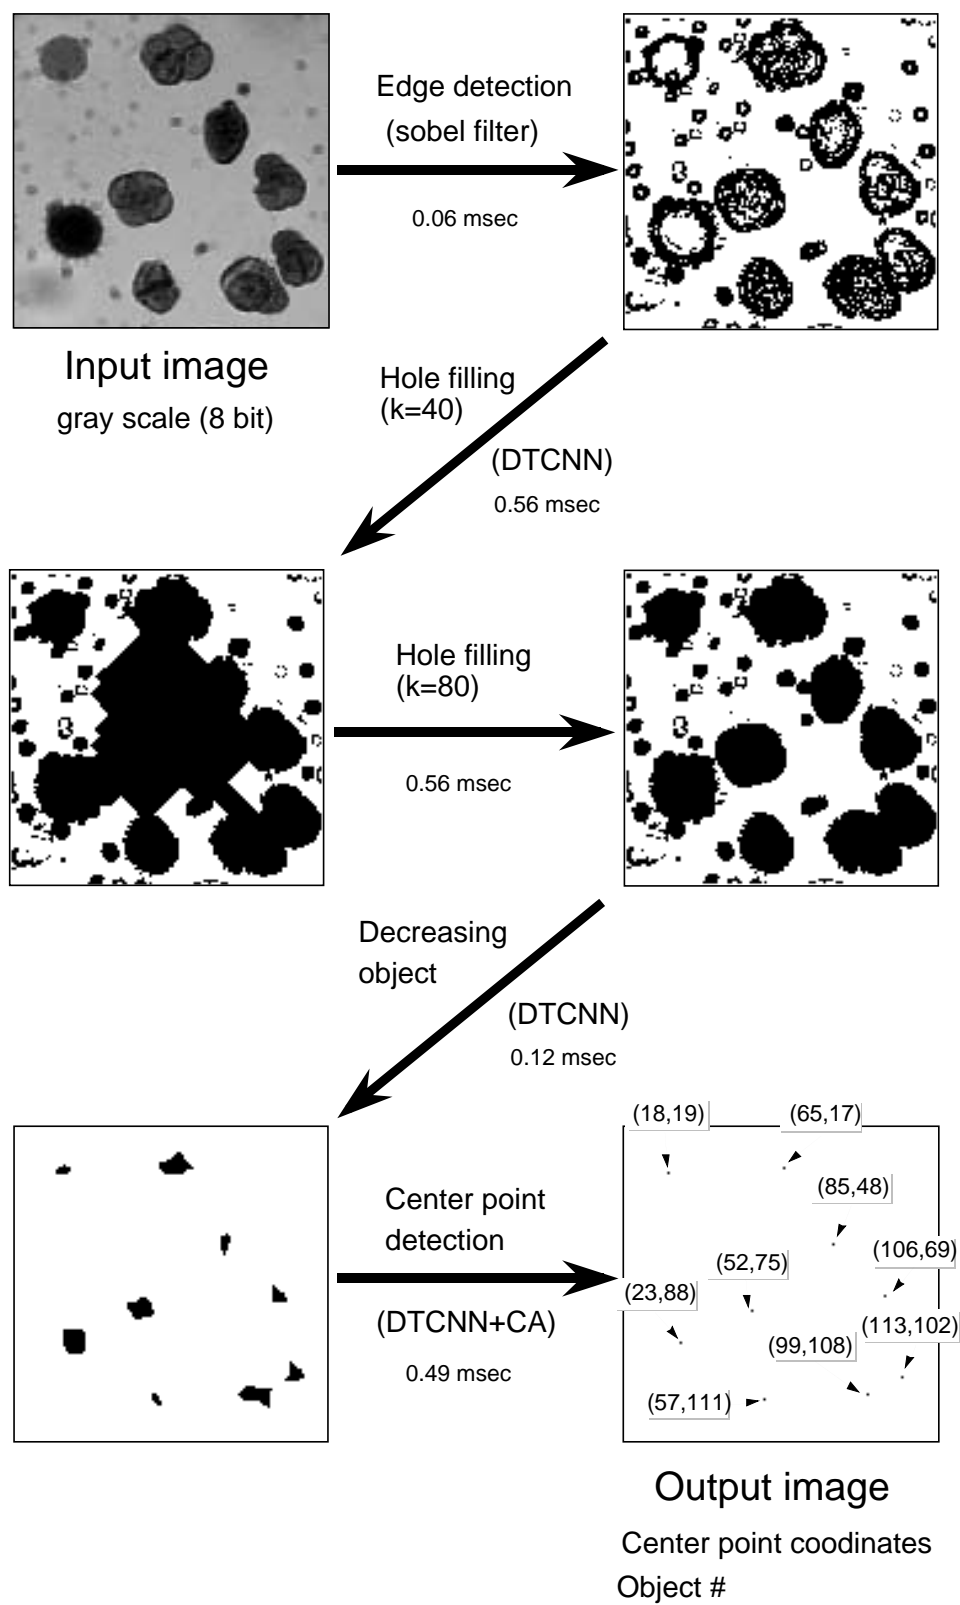 Edge detection
(sobel filter)
0.06 msec
Input image
gray scale (8 bit)
Hole filling
(k=40)
(DTCNN)
0.56 msec
Hole filling
(k=80)
0.56 msec
Decreasing
object
(DTCNN)
0.12 msec
Center point
detection
(DTCNN+CA)
0.49 msec
(18,19)
(65,17)
(85,48)
(106,69)
(52,75)
(23,88)
(113,102)
(99,108)
(57,111)
Output image
Center point coodinates
Object #